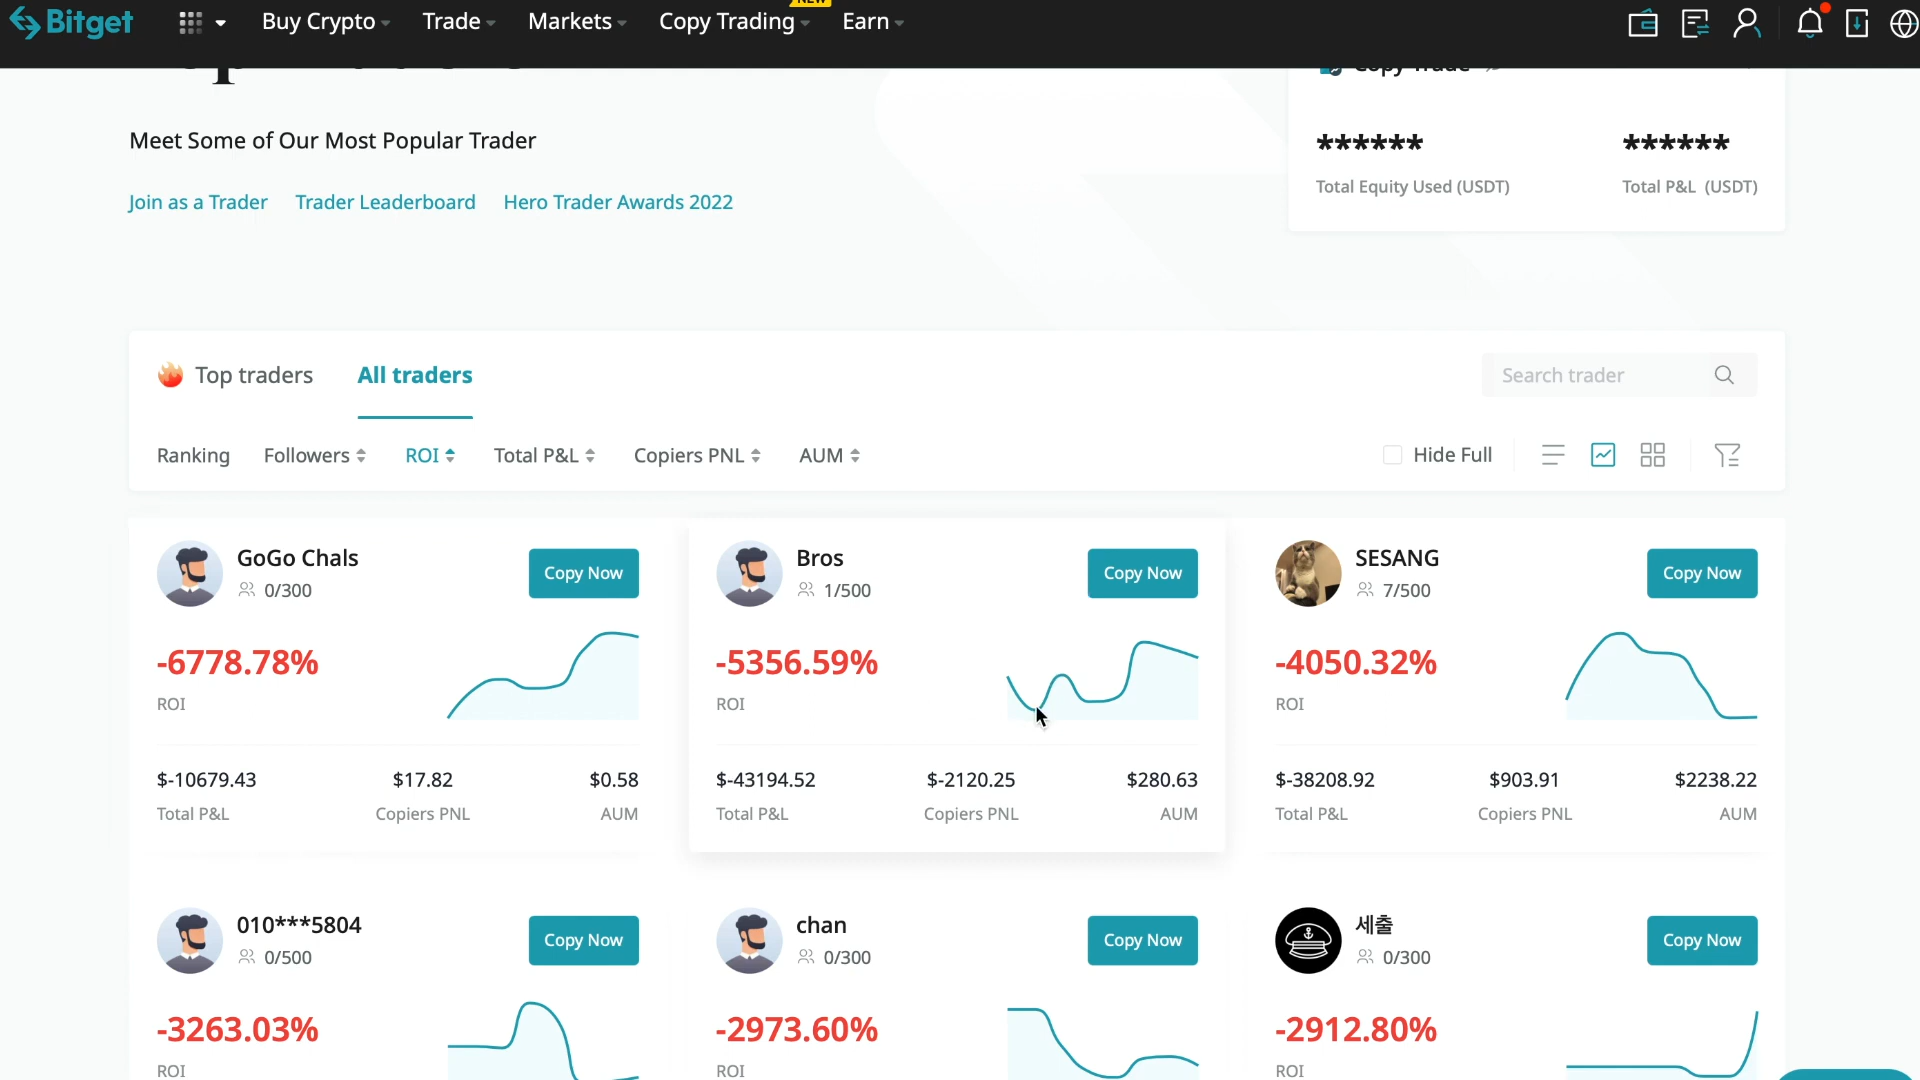 Bitget
Buy Crypto
Trade
Markets
Copy Trading
NEW
Earn
Copy Trade
Meet Some of Our Most Popular Trader
Join as a Trader
Trader Leaderboard
Hero Trader Awards 2022
******
******
Total Equity Used (USDT)
Total P&L (USDT)
Top traders
All traders
Search trader
Ranking
Followers
ROI
Total P&L
Copiers PNL
AUM
Hide Full
GoGo Chals
0/300
Copy Now
-6778.78%
ROI
$-10679.43
$17.82
$0.58
Total P&L
Copiers PNL
AUM
Bros
1/500
Copy Now
-5356.59%
ROI
$-43194.52
$-2120.25
$280.63
Total P&L
Copiers PNL
AUM
SESANG
7/500
Copy Now
-4050.32%
ROI
$-38208.92
$903.91
$2238.22
Total P&L
Copiers PNL
AUM
010***5804
0/500
Copy Now
-3263.03%
ROI
chan
0/300
Copy Now
-2973.60%
ROI
세출
0/300
Copy Now
-2912.80%
ROI